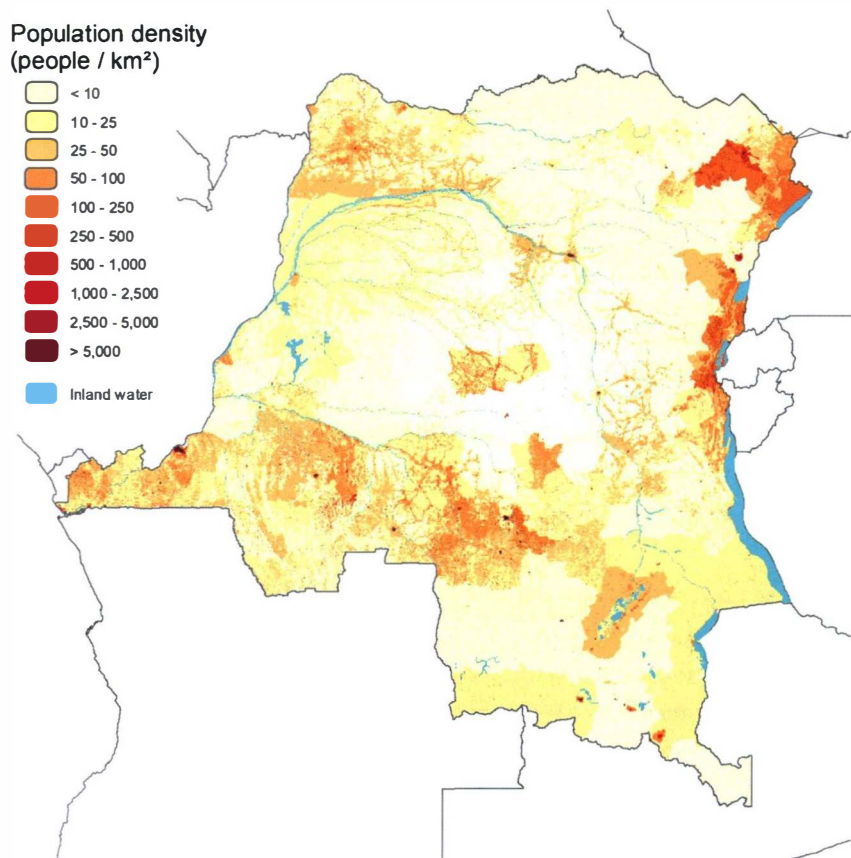 Population density
(people / km²)
< 10
10 - 25
25 - 50
50 - 100
100 - 250
250 - 500
500 - 1,000
1,000 - 2,500
2,500 - 5,000
> 5,000
Inland water